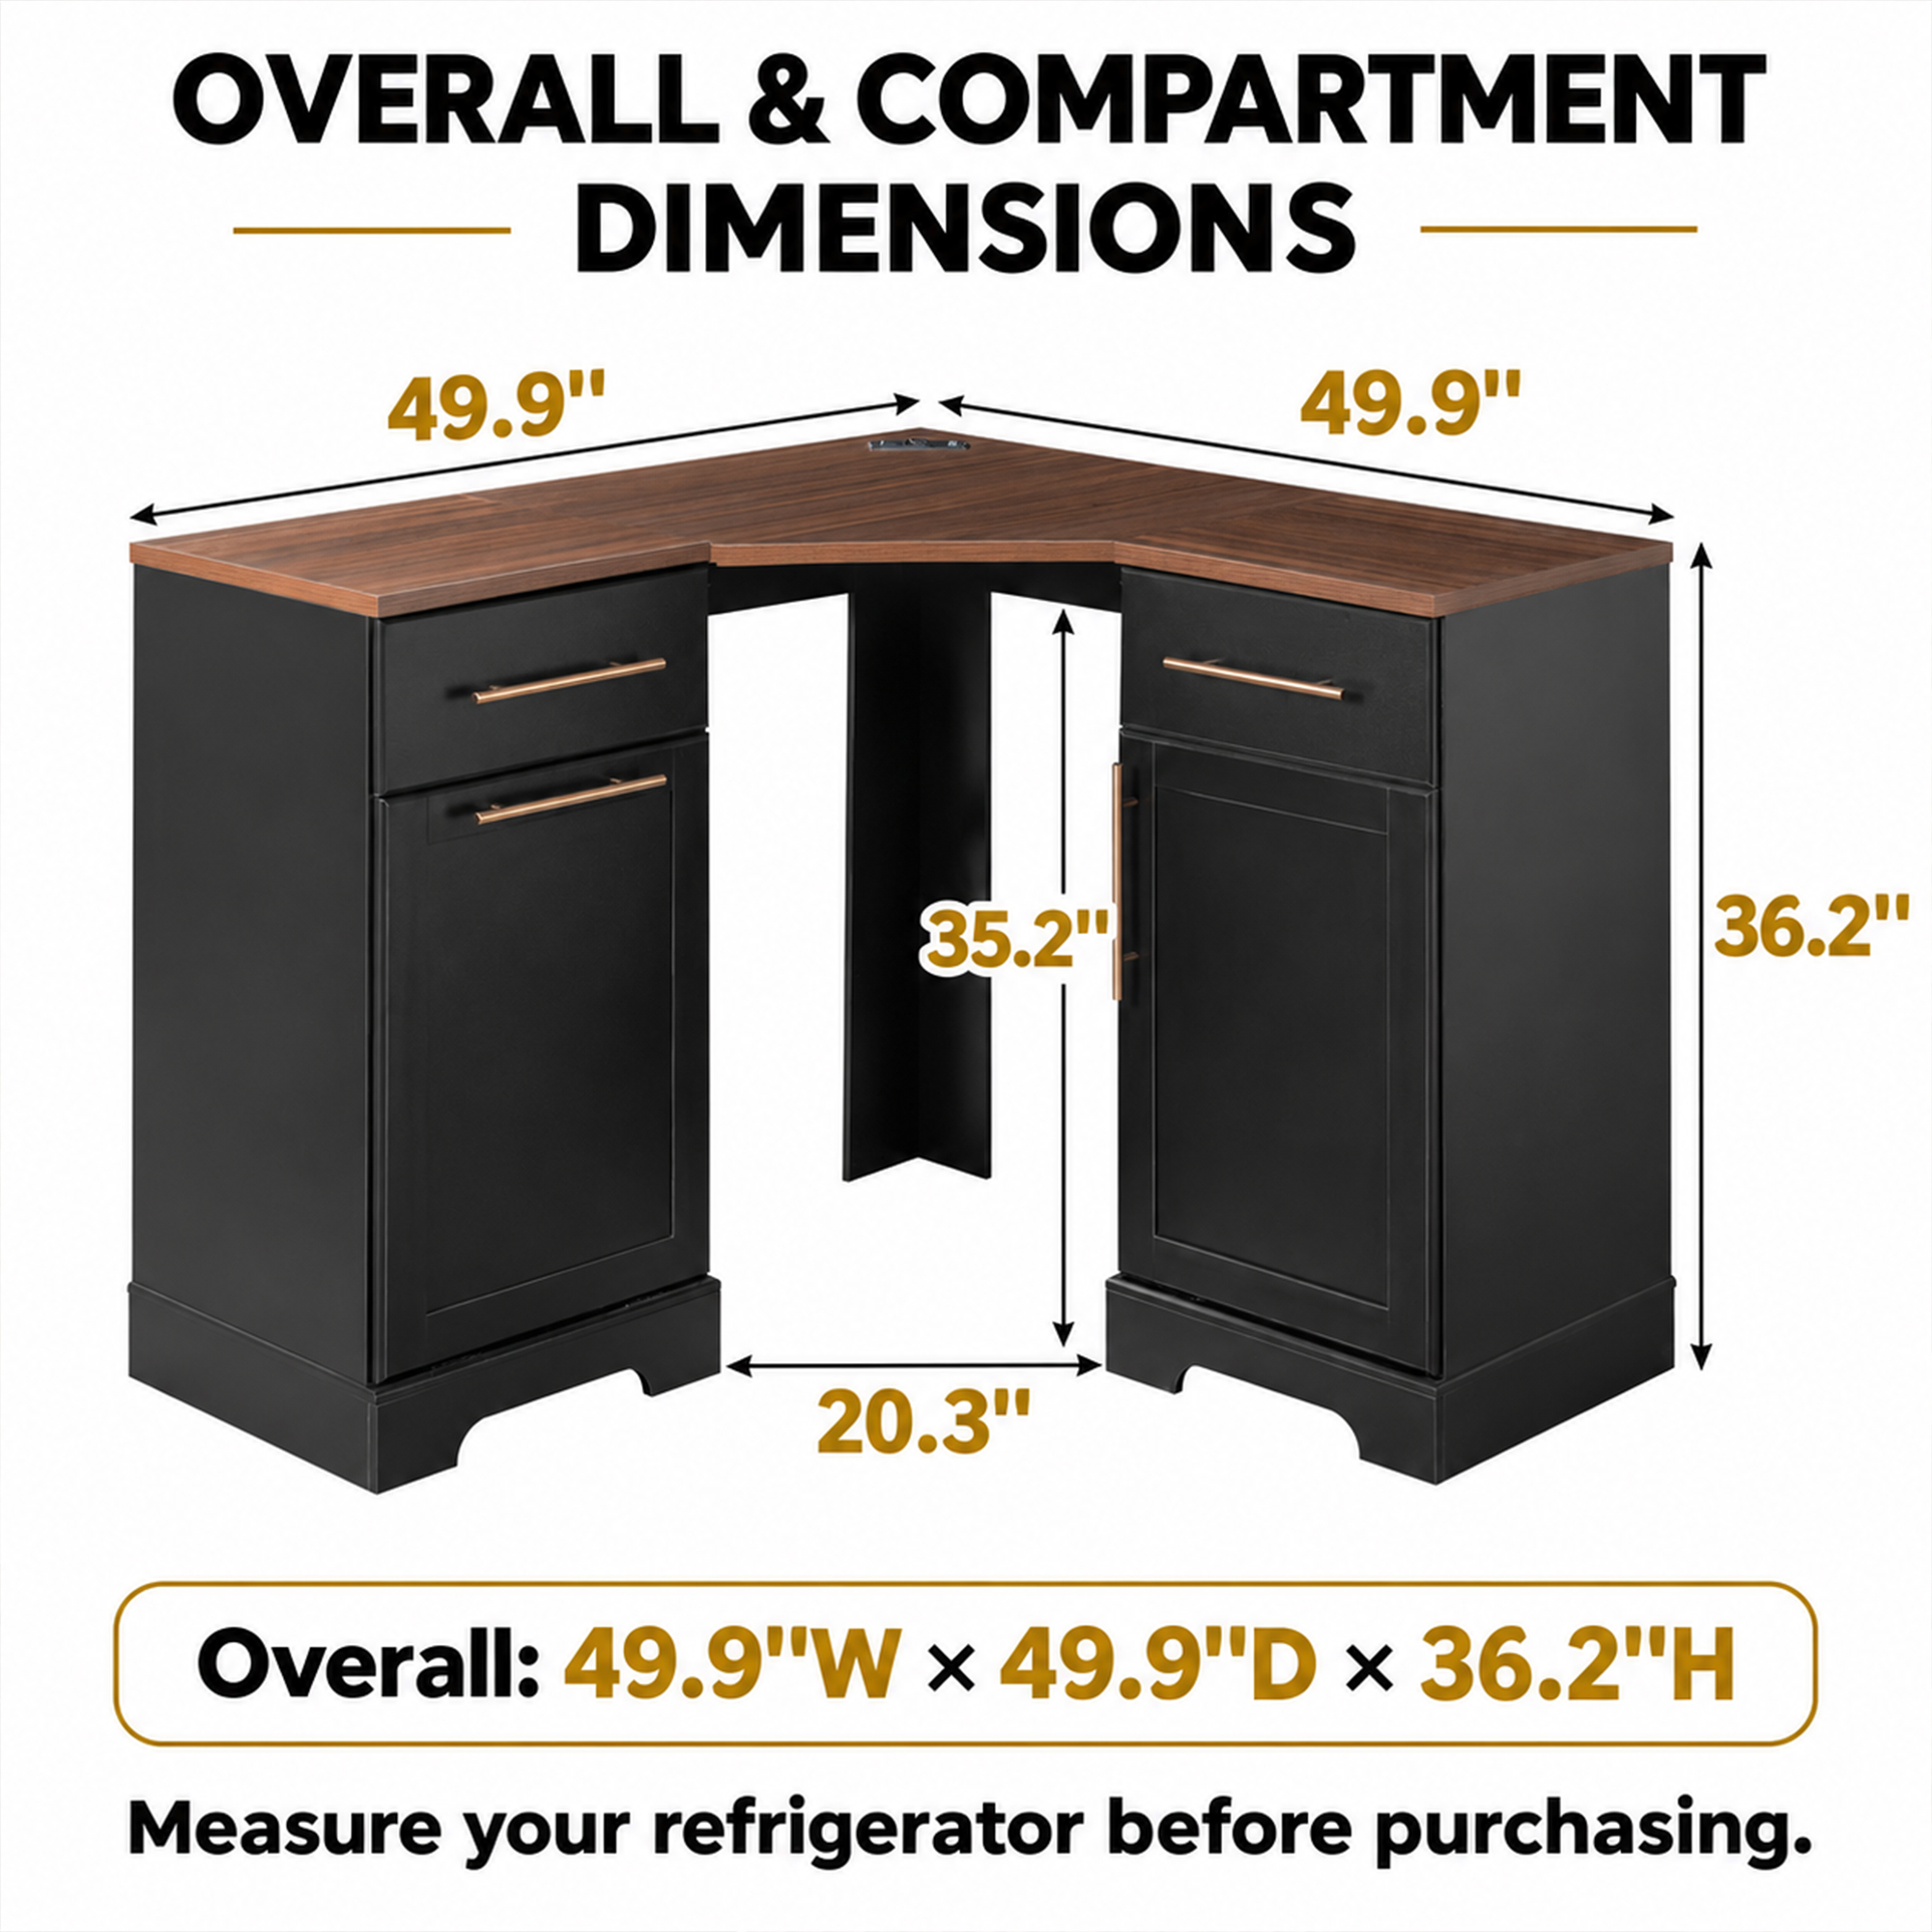 OVERALL & COMPARTMENT
DIMENSIONS
49.9"
49.9"
35.2"
36.2"
20.3"
Overall: 49.9"W × 49.9"D × 36.2"H
Measure your refrigerator before purchasing.